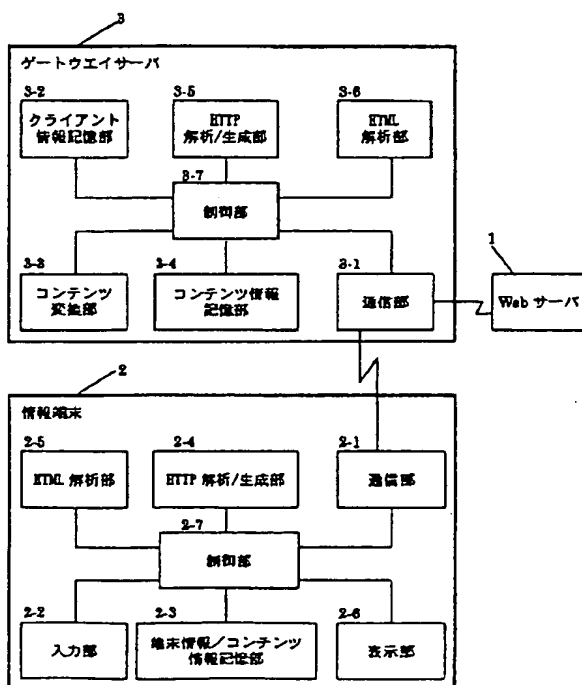 3
ゲートウエイサーバ
3-2
3-5
3-6
クライアント
情報記憶部
HTTP
解析/生成部
HTML
解析部
3-7
制御部
3-3
3-4
3-1
1
コンテンツ
変換部
コンテンツ情報
記憶部
通信部
Web サーバ
2
情報端末
2-5
2-4
2-1
HTML 解析部
HTTP 解析/生成部
通信部
2-7
制御部
2-2
2-3
2-6
入力部
端末情報/コンテンツ
情報記憶部
表示部